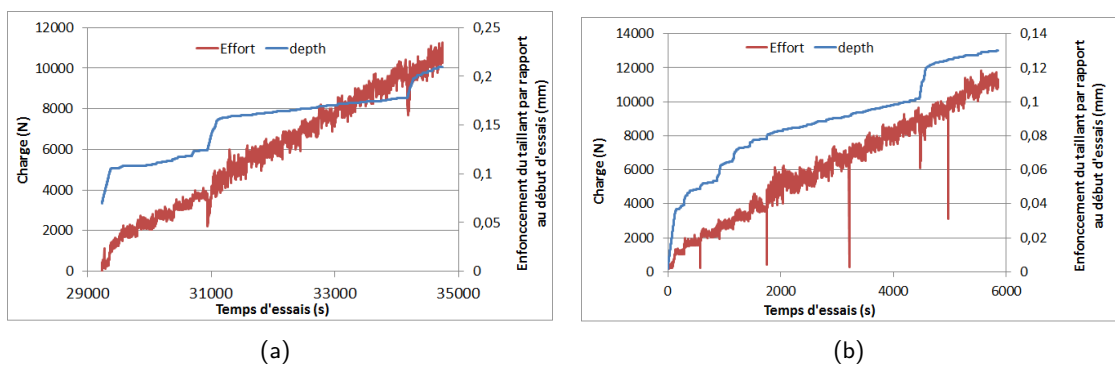 12000
10000
8000
6000
4000
2000
0
Charge (N)
Effort
depth
0,25
0,2
0,15
0,1
0,05
0
Enfonccement du taillant par rapport
au début d'essais (mm)
29000
31000
33000
35000
Temps d'essais (s)
(a)
14000
12000
10000
8000
6000
4000
2000
0
Charge (N)
Effort
depth
0,14
0,12
0,1
0,08
0,06
0,04
0,02
0
Enfonccement du taillant par rapport
au début d'essais (mm)
0
2000
4000
6000
Temps d'essais (s)
(b)